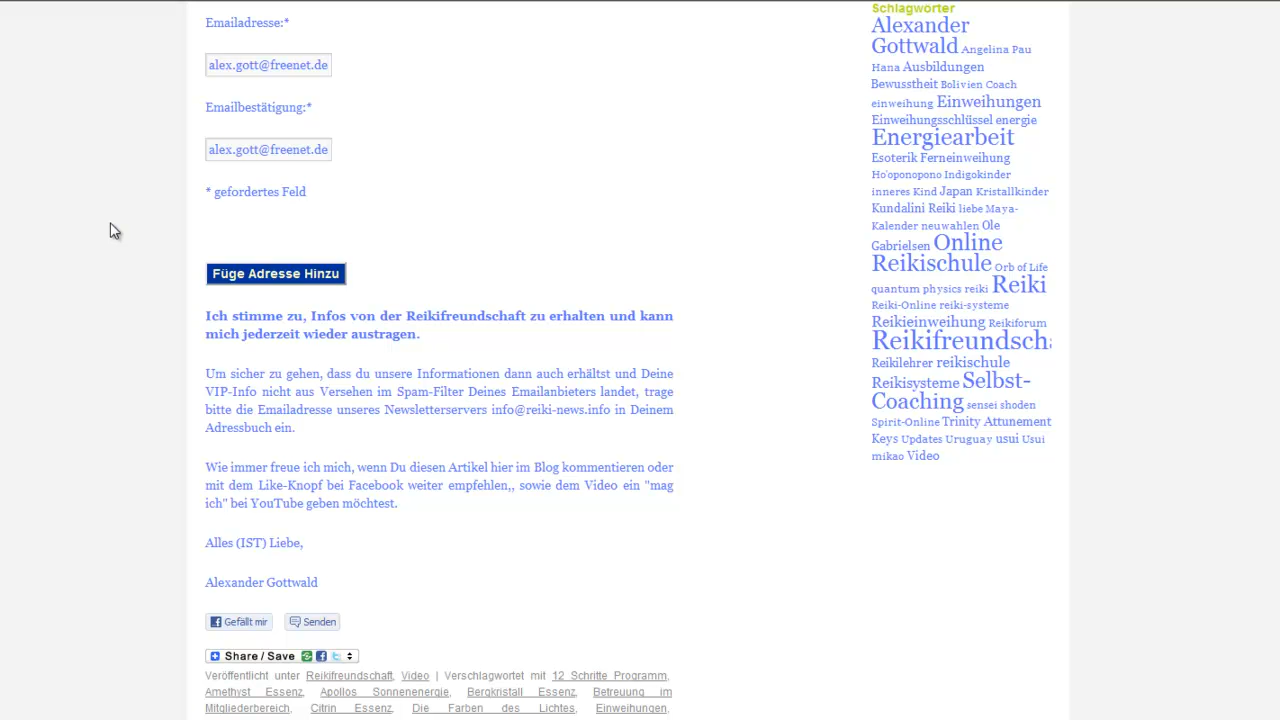 Emailadresse:*
alex.gott@freenet.de
Emailbestätigung:*
alex.gott@freenet.de
* gefordertes Feld
Füge Adresse Hinzu
Ich stimme zu, Infos von der Reikifreundschaft zu erhalten und kann
mich jederzeit wieder austragen.
Um sicher zu gehen, dass du unsere Informationen dann auch erhältst und Deine
VIP-Info nicht aus Versehen im Spam-Filter Deines Emailanbieters landet, trage
bitte die Emailadresse unseres Newsletterservers info@reiki-news.info in Deinem
Adressbuch ein.
Wie immer freue ich mich, wenn Du diesen Artikel hier im Blog kommentieren oder
mit dem Like-Knopf bei Facebook weiter empfehlen,, sowie dem Video ein "mag
ich" bei YouTube geben möchtest.
Alles (IST) Liebe,
Alexander Gottwald
Gefällt mir Senden
Share / Save
Veröffentlicht unter Reikifreundschaft, Video | Verschlagwortet mit 12 Schritte Programm,
Amethyst Essenz, Apollos Sonnenenergie, Bergkristall Essenz, Betreuung im
Mitgliederbereich, Citrin Essenz, Die Farben des Lichtes, Einweihungen,
Schlagwörter
Alexander
Gottwald Angelina Pau
Hana Ausbildungen
Bewusstheit Bolivien Coach
einweihung Einweihungen
Einweihungsschlüssel energie
Energiearbeit
Esoterik Ferneinweihung
Ho'oponopono Indigokinder
inneres Kind Japan Kristallkinder
Kundalini Reiki liebe Maya-
Kalender neuwahlen Ole
Gabrielsen Online
Reikischule Orb of Life
quantum physics reiki Reiki
Reiki-Online reiki-systeme
Reikieinweihung Reikiforum
Reikifreundscha
Reikilehrer reikischule
Reikisysteme Selbst-
Coaching sensei shoden
Spirit-Online Trinity Attunement
Keys Updates Uruguay usui Usui
mikao Video